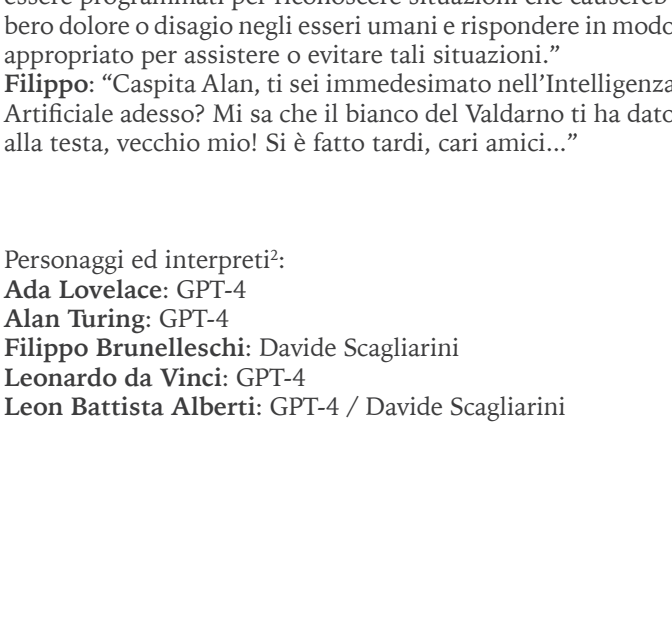 essere programmati per riconoscere situazioni che causereb-
bero dolore o disagio negli esseri umani e rispondere in modo
appropriato per assistere o evitare tali situazioni.”
Filippo: “Caspita Alan, ti sei immedesimato nell’Intelligenza
Artificiale adesso? Mi sa che il bianco del Valdarno ti ha dato
alla testa, vecchio mio! Si è fatto tardi, cari amici...”
Personaggi ed interpreti²:
Ada Lovelace: GPT-4
Alan Turing: GPT-4
Filippo Brunelleschi: Davide Scagliarini
Leonardo da Vinci: GPT-4
Leon Battista Alberti: GPT-4 / Davide Scagliarini